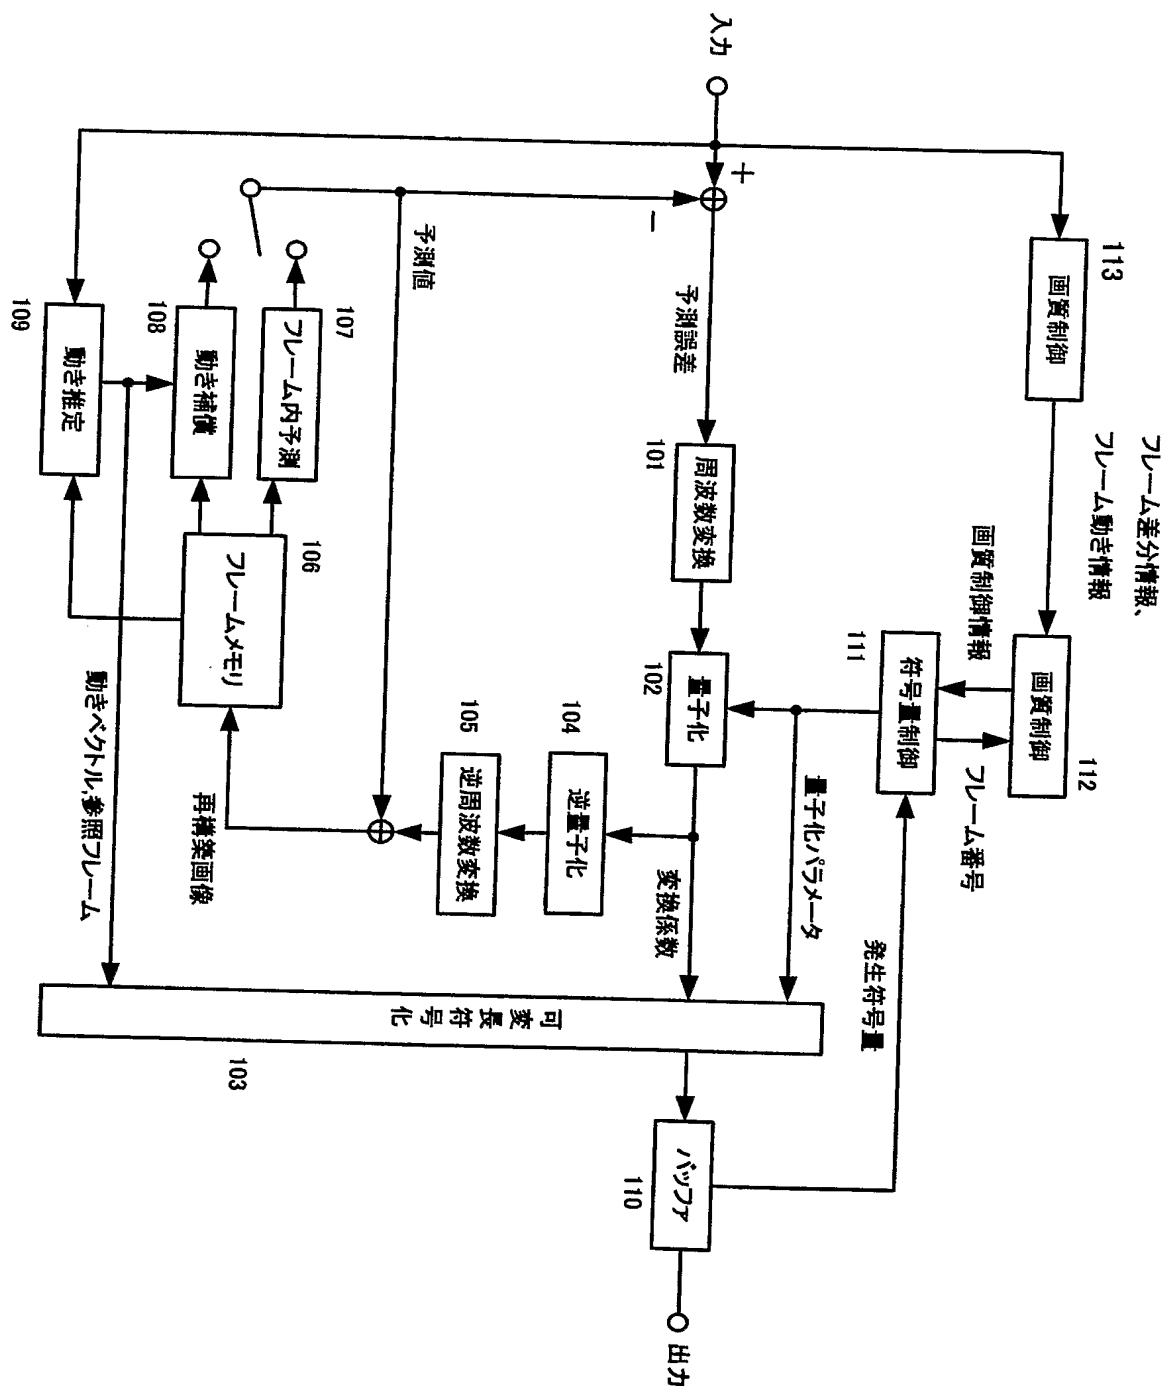 フレーム差分情報、
フレーム動き情報
113
画質制御
画質制御
112
画質制御情報
フレーム番号
111
符号量制御
発生符号量
量子化パラメータ
入力
+
−
予測誤差
101
周波数変換
102
量子化
変換係数
104
逆量子化
105
逆周波数変換
予測値
再構築画像
107
フレーム内予測
108
動き補償
109
動き推定
106
フレームメモリ
動きベクトル,参照フレーム
可変長符号化
103
バッファ
110
出力